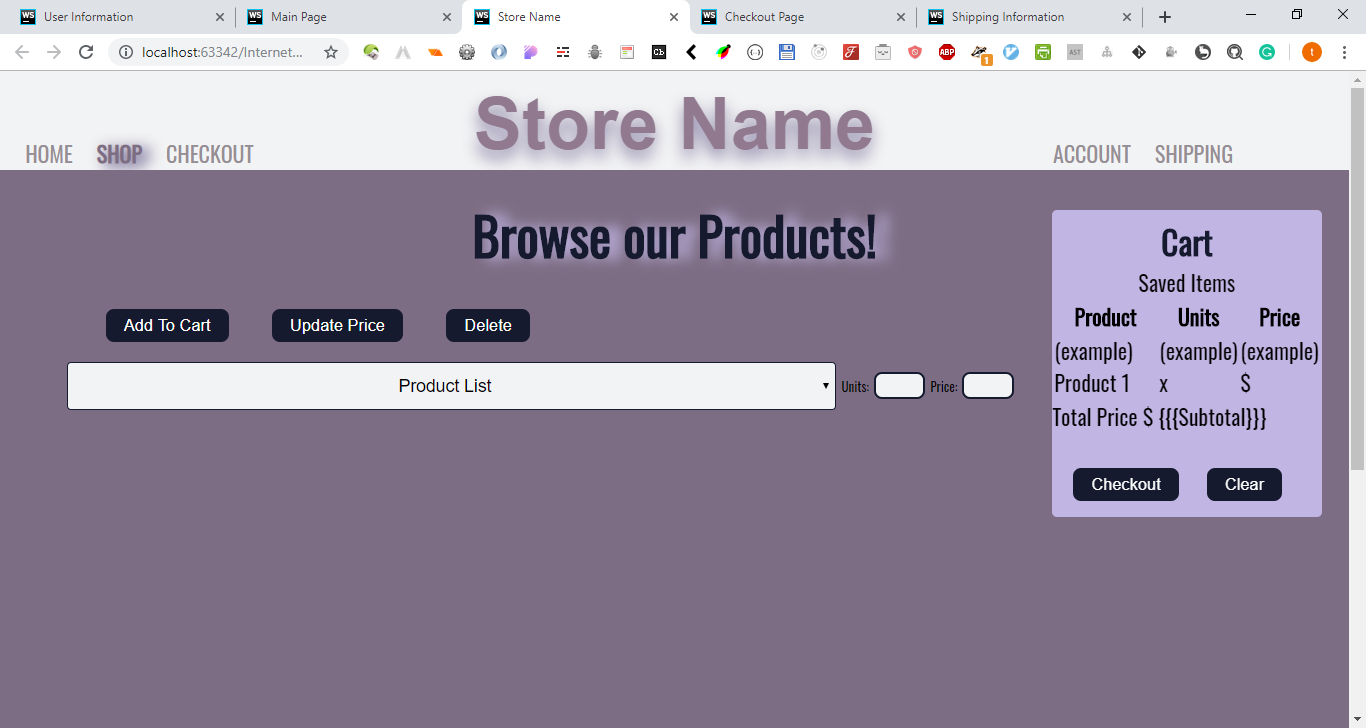 User Information
Main Page
Store Name
Checkout Page
Shipping Information
localhost:63342/Internet...
Store Name
HOME SHOP CHECKOUT
ACCOUNT SHIPPING
Browse our Products!
Add To Cart Update Price Delete
Product List Units: Price:
Cart
Saved Items
Product Units Price
(example) (example) (example)
Product 1 x $
Total Price $ {{{Subtotal}}}
Checkout Clear